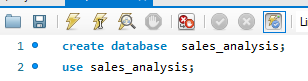 1 create database  sales_analysis;
2 use sales_analysis;